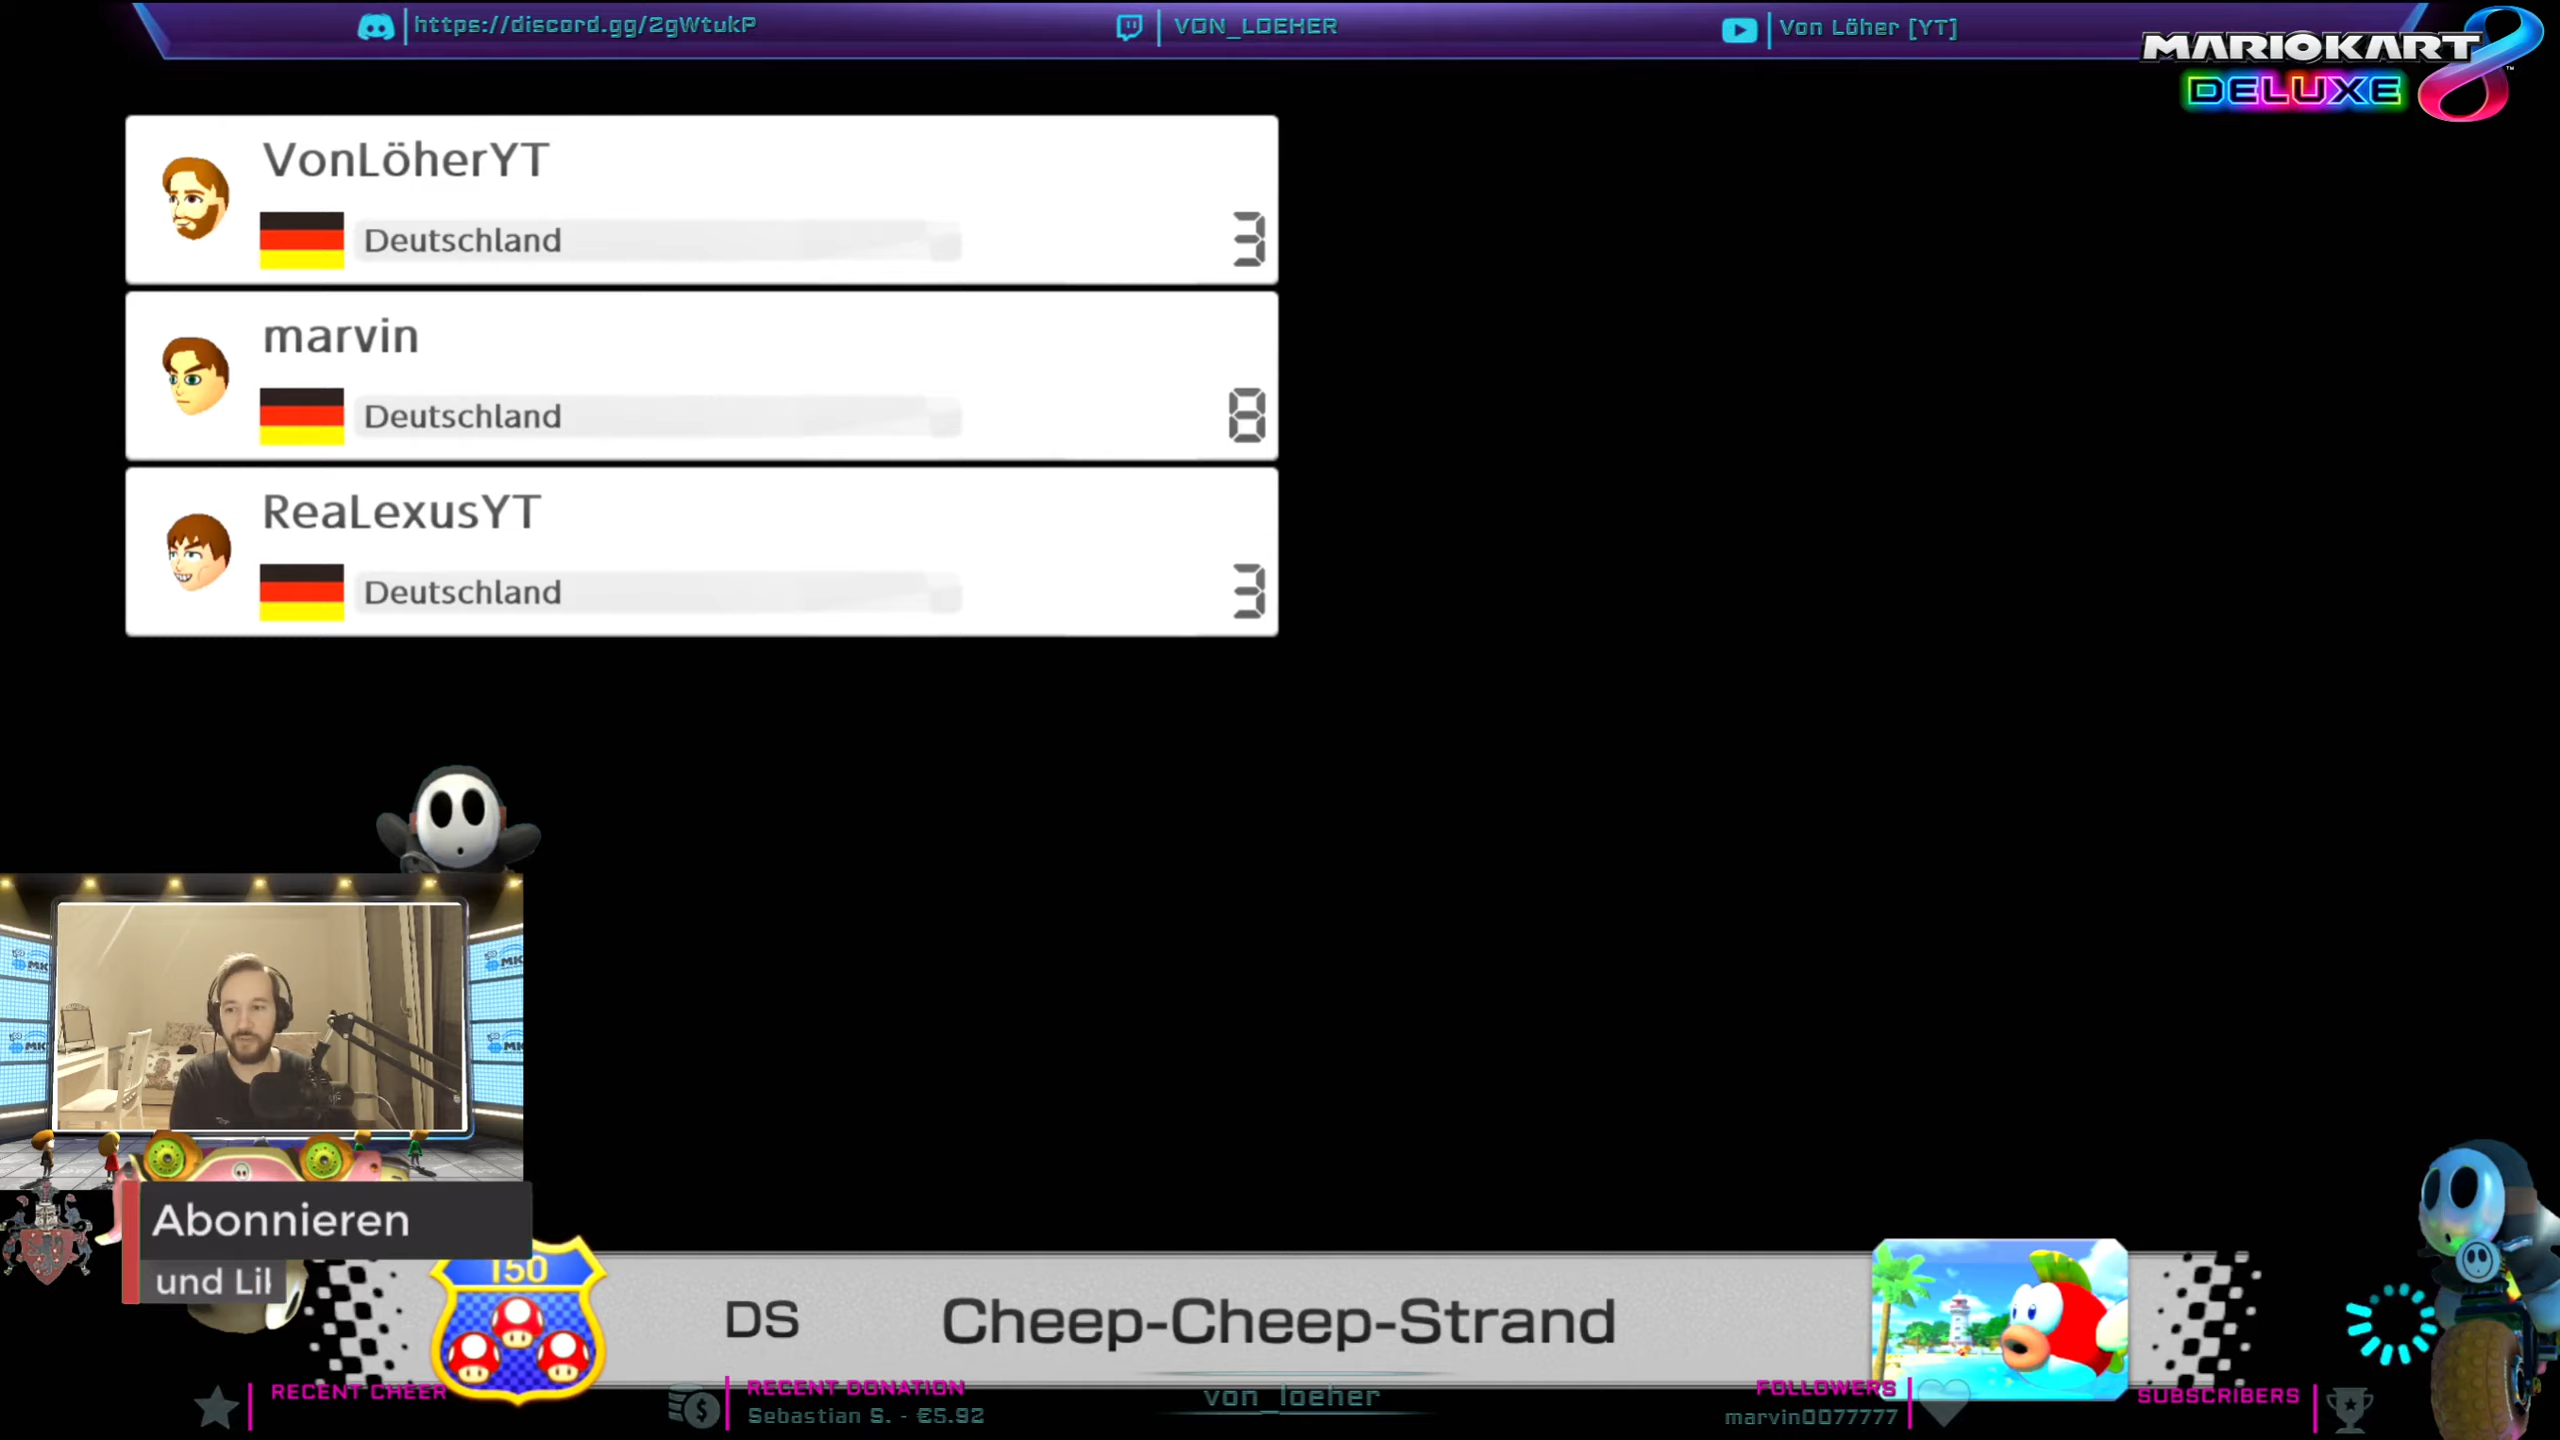 https://discord.gg/2gWtukP
VON_LOEHER
Von Löher [YT]
MARIOKART 8
DELUXE
VonLöherYT
Deutschland
3
marvin
Deutschland
8
ReaLexusYT
Deutschland
3
Abonnieren
und Lil
150
DS
Cheep-Cheep-Strand
RECENT CHEER
RECENT DONATION
Sebastian S. - €5.92
von_loeher
FOLLOWERS
marvin0077777
SUBSCRIBERS